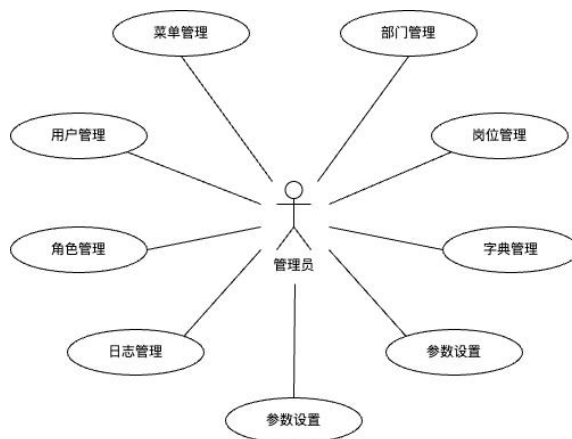 菜单管理
部门管理
用户管理
岗位管理
角色管理
字典管理
管理员
日志管理
参数设置
参数设置